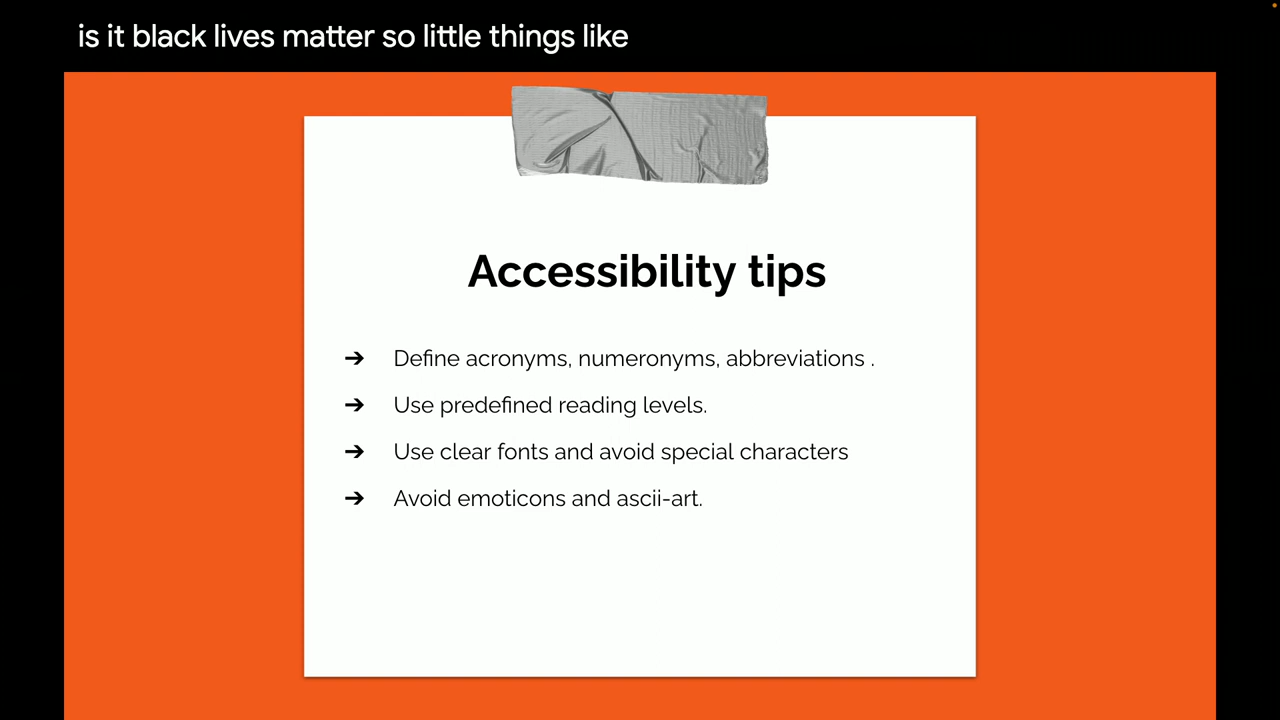 is it black lives matter so little things like
Accessibility tips
➔ Define acronyms, numeronyms, abbreviations .
➔ Use predefined reading levels.
➔ Use clear fonts and avoid special characters
➔ Avoid emoticons and ascii-art.